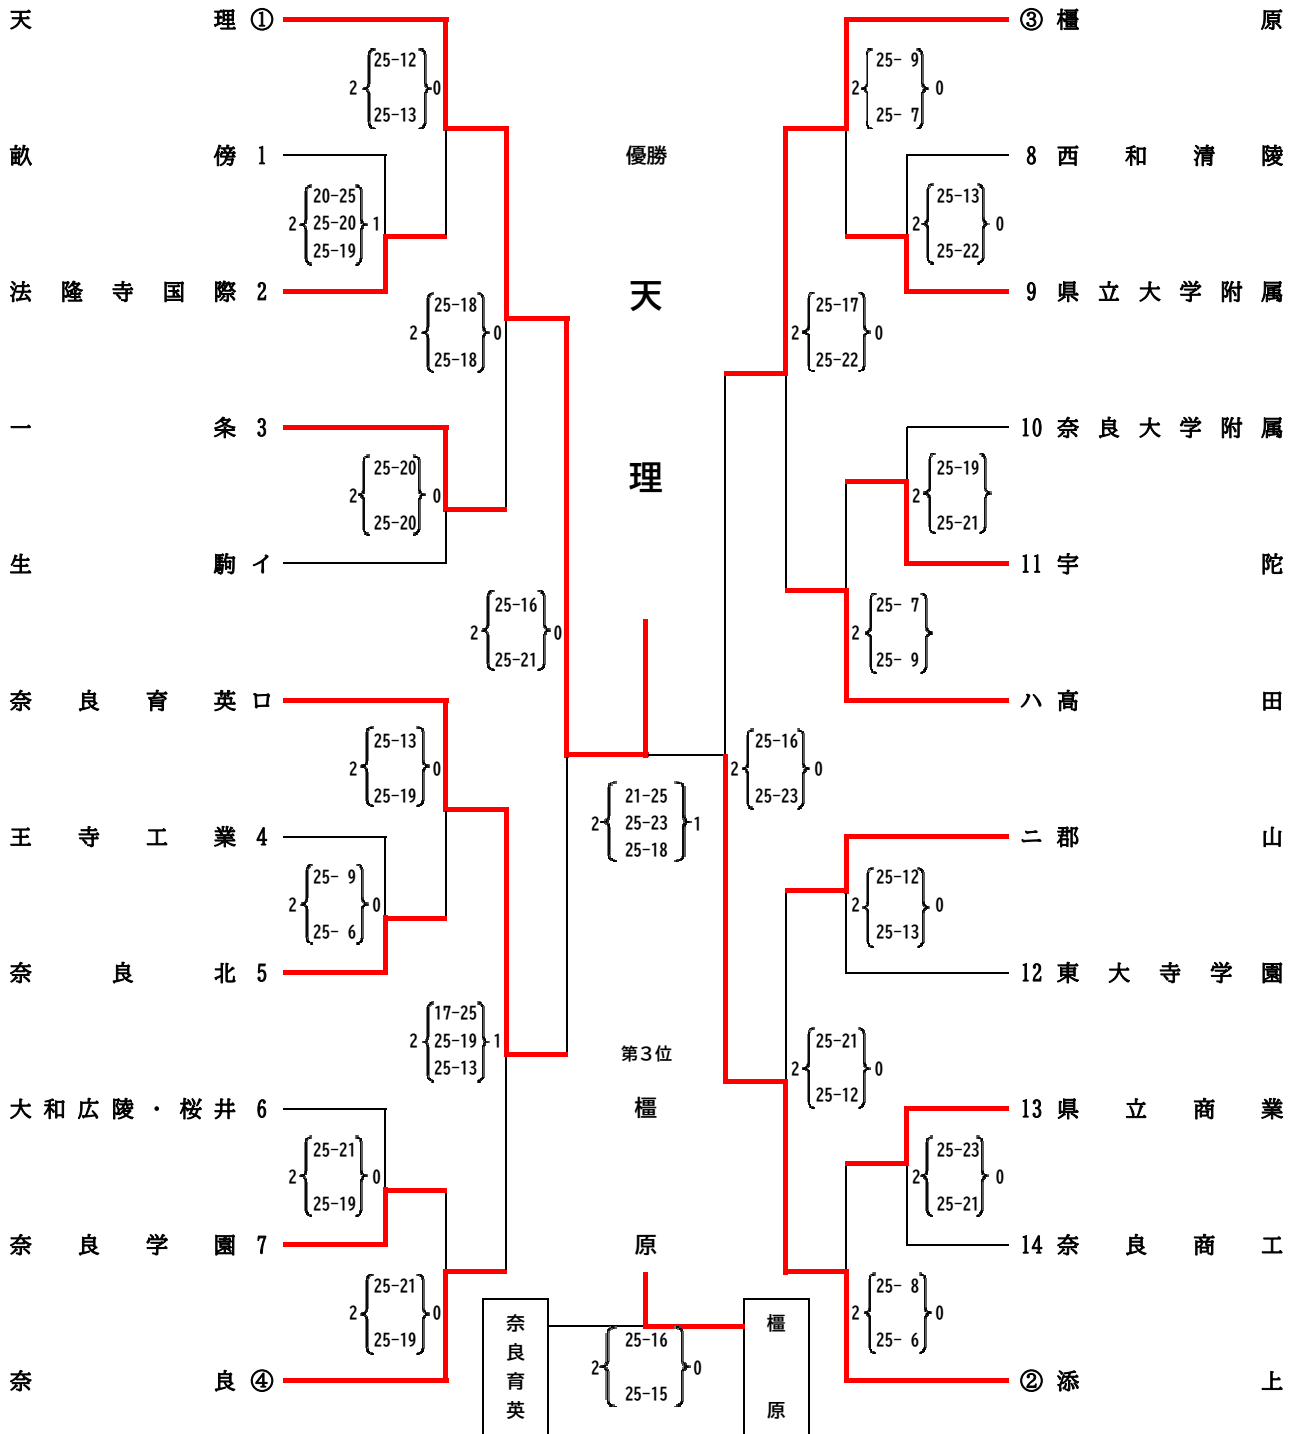 天理 ①
25-12
2 0
25-13
畝傍 1
20-25
2 25-20 1
25-19
法隆寺国際 2
25-18
2 0
25-18
一条 3
25-20
2 0
25-20
生駒 イ
25-16
2 0
25-21
奈良育英 ロ
25-13
2 0
25-19
王寺工業 4
25- 9
2 0
25- 6
奈良北 5
17-25
2 25-19 1
25-13
大和広陵・桜井 6
25-21
2 0
25-19
奈良学園 7
25-21
2 0
25-19
奈良 ④
優勝
天
理
21-25
2 25-23 1
25-18
第3位
橿
原
奈良育英
25-16
2 0
25-15
橿原
③ 橿原
25- 9
2 0
25- 7
8 西和清陵
25-13
2 0
25-22
9 県立大学附属
25-17
2 0
25-22
10 奈良大学附属
25-19
2
25-21
11 宇陀
25- 7
2
25- 9
ハ 高田
25-16
2 0
25-23
ニ 郡山
25-12
2 0
25-13
12 東大寺学園
25-21
2 0
25-12
13 県立商業
25-23
2 0
25-21
14 奈良商工
25- 8
2 0
25- 6
② 添上